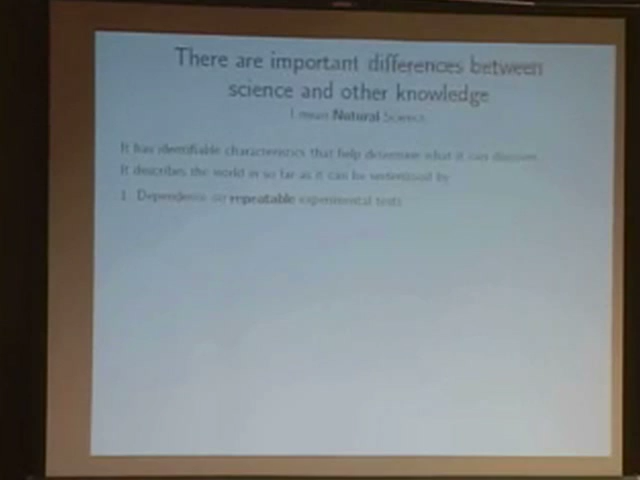 There are important differences between
science and other knowledge
I mean Natural Science
It has identifiable characteristics that help determine what it can discover
It describes the world in so far as it can be understood by
1. Dependence on repeatable experimental tests